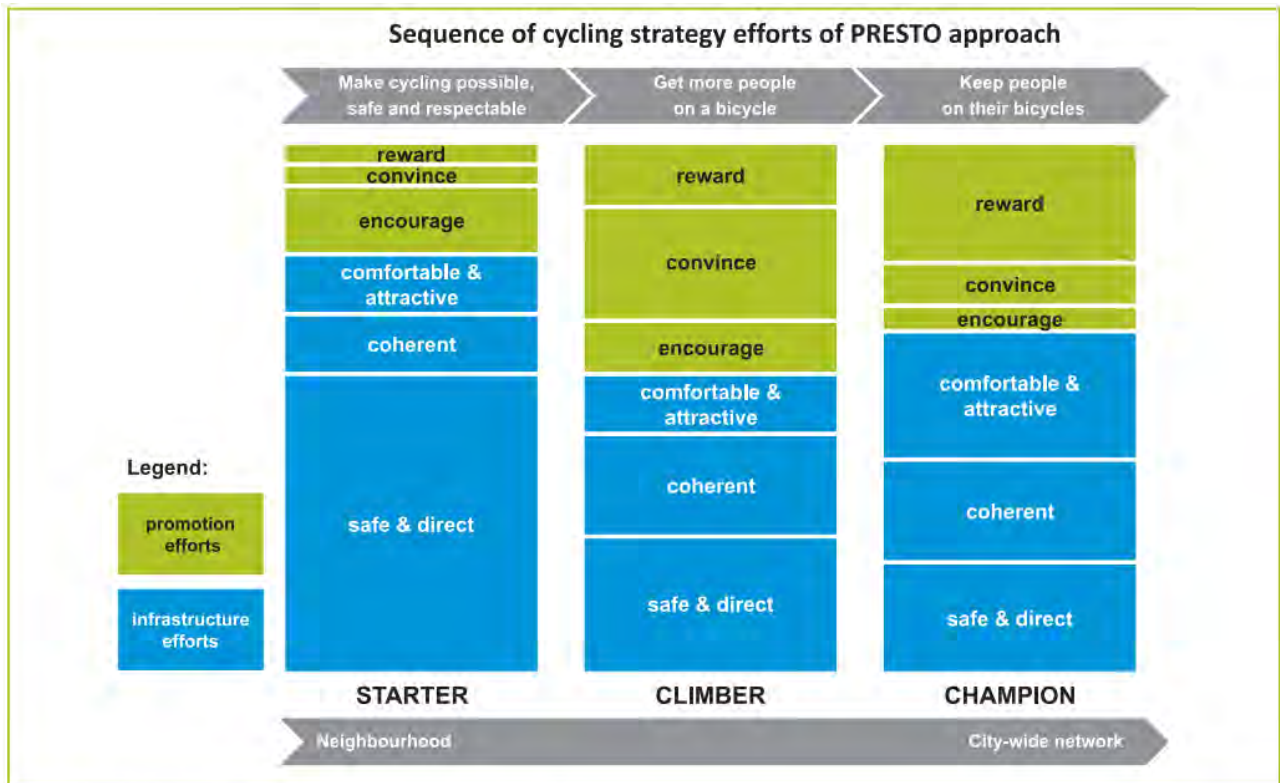 Sequence of cycling strategy efforts of PRESTO approach
Make cycling possible,
safe and respectable
Get more people
on a bicycle
Keep people
on their bicycles
reward
convince
encourage
comfortable &
attractive
coherent
safe & direct
STARTER
reward
convince
encourage
comfortable &
attractive
coherent
safe & direct
CLIMBER
reward
convince
encourage
comfortable &
attractive
coherent
safe & direct
CHAMPION
Legend:
promotion
efforts
infrastructure
efforts
Neighbourhood
City-wide network